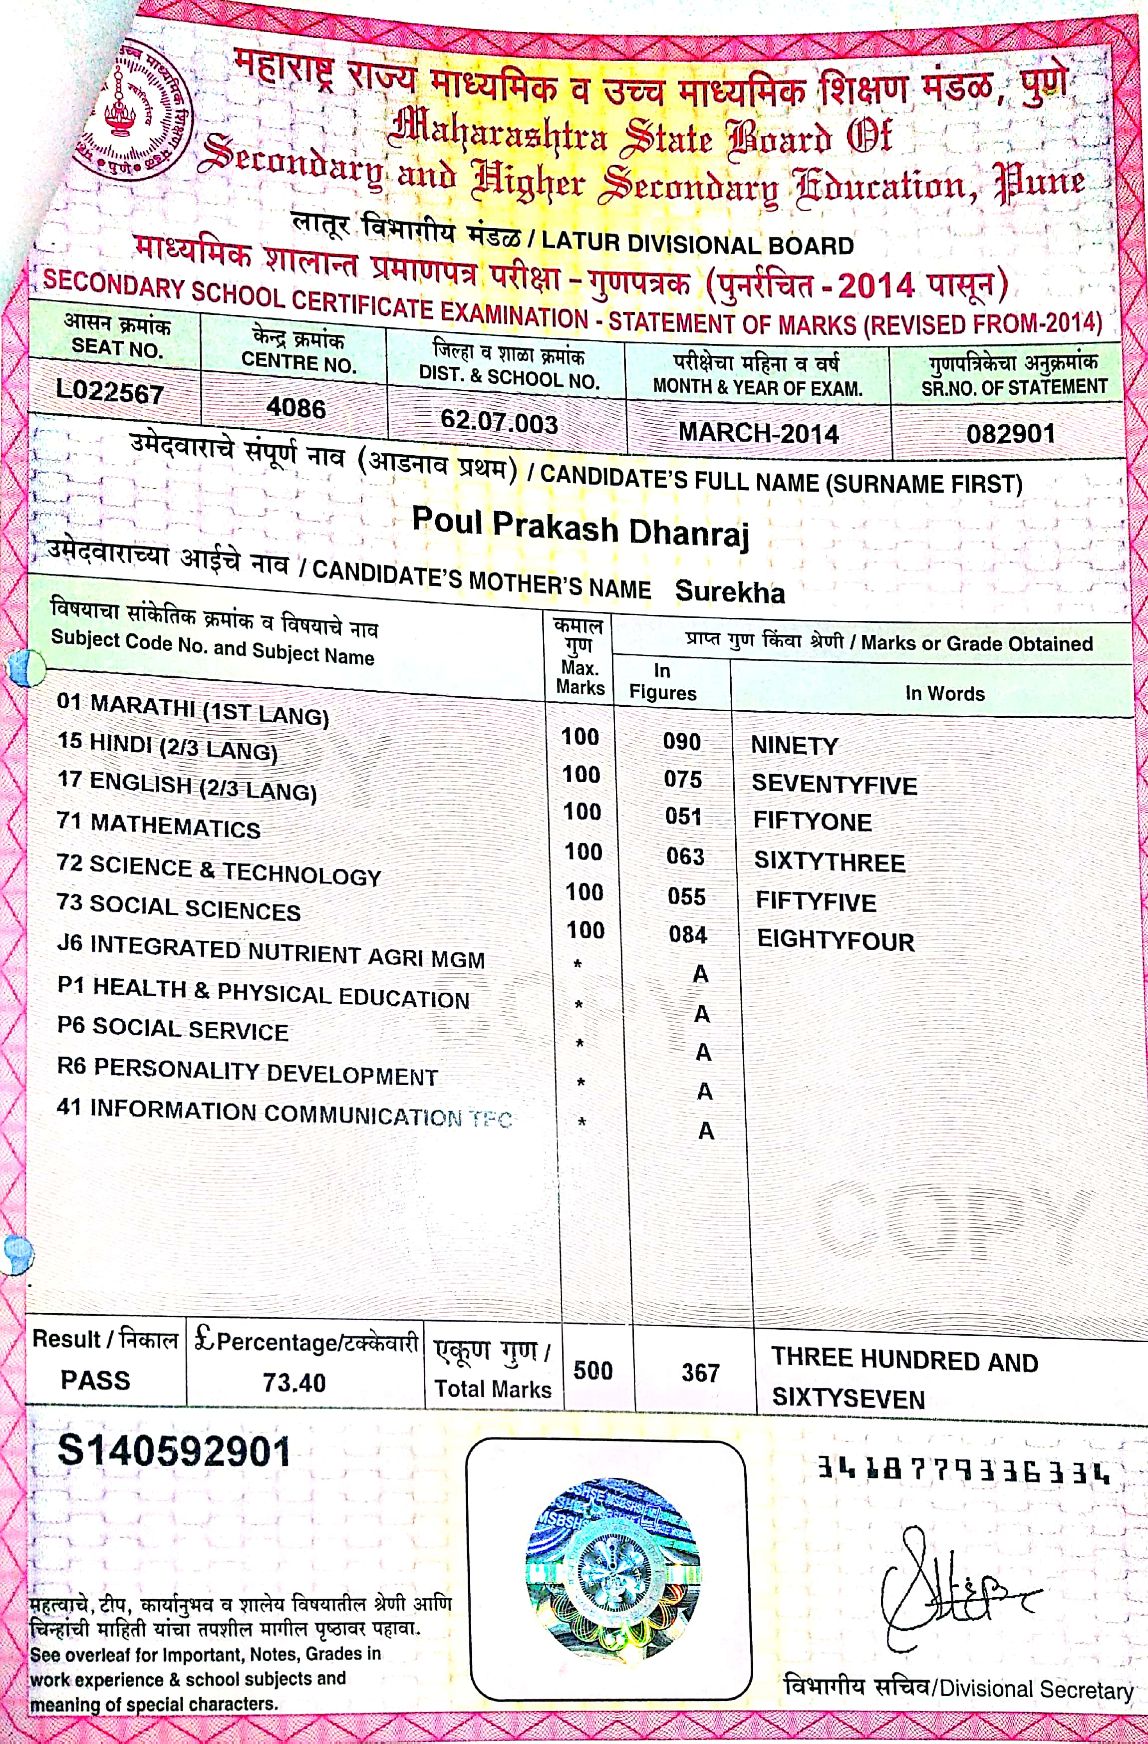 महाराष्ट्र राज्य माध्यमिक व उच्च माध्यमिक शिक्षण मंडळ, पुणे
Maharashtra State Board Of
Secondary and Higher Secondary Education, Pune
लातूर विभागीय मंडळ / LATUR DIVISIONAL BOARD
माध्यमिक शालान्त प्रमाणपत्र परीक्षा – गुणपत्रक (पुनर्रचित - 2014 पासून)
SECONDARY SCHOOL CERTIFICATE EXAMINATION - STATEMENT OF MARKS (REVISED FROM-2014)
आसन क्रमांक केन्द्र क्रमांक जिल्हा व शाळा क्रमांक परीक्षेचा महिना व वर्ष गुणपत्रिकेचा अनुक्रमांक
SEAT NO. CENTRE NO. DIST. & SCHOOL NO. MONTH & YEAR OF EXAM. SR.NO. OF STATEMENT
L022567 4086 62.07.003 MARCH-2014 082901
उमेदवाराचे संपूर्ण नाव (आडनाव प्रथम) / CANDIDATE'S FULL NAME (SURNAME FIRST)
Poul Prakash Dhanraj
उमेदवाराच्या आईचे नाव / CANDIDATE'S MOTHER'S NAME Surekha
विषयाचा सांकेतिक क्रमांक व विषयाचे नाव
Subject Code No. and Subject Name
कमाल
गुण
Max.
Marks
प्राप्त गुण किंवा श्रेणी / Marks or Grade Obtained
In
Figures
In Words
01 MARATHI (1ST LANG) 100 090 NINETY
15 HINDI (2/3 LANG) 100 075 SEVENTYFIVE
17 ENGLISH (2/3 LANG) 100 051 FIFTYONE
71 MATHEMATICS 100 063 SIXTYTHREE
72 SCIENCE & TECHNOLOGY 100 055 FIFTYFIVE
73 SOCIAL SCIENCES 100 084 EIGHTYFOUR
J6 INTEGRATED NUTRIENT AGRI MGM * A
P1 HEALTH & PHYSICAL EDUCATION * A
P6 SOCIAL SERVICE * A
R6 PERSONALITY DEVELOPMENT * A
41 INFORMATION COMMUNICATION TEC * A
COPY
COPY
Result / निकाल £ Percentage/टक्केवारी एकूण गुण / 500 367 THREE HUNDRED AND
PASS 73.40 Total Marks SIXTYSEVEN
S140592901
3418779336334
महत्वाचे, टीप, कार्यानुभव व शालेय विषयातील श्रेणी आणि
चिन्हांची माहिती यांचा तपशील मागील पृष्ठावर पहावा.
See overleaf for Important, Notes, Grades in
work experience & school subjects and
meaning of special characters.
विभागीय सचिव/Divisional Secretary